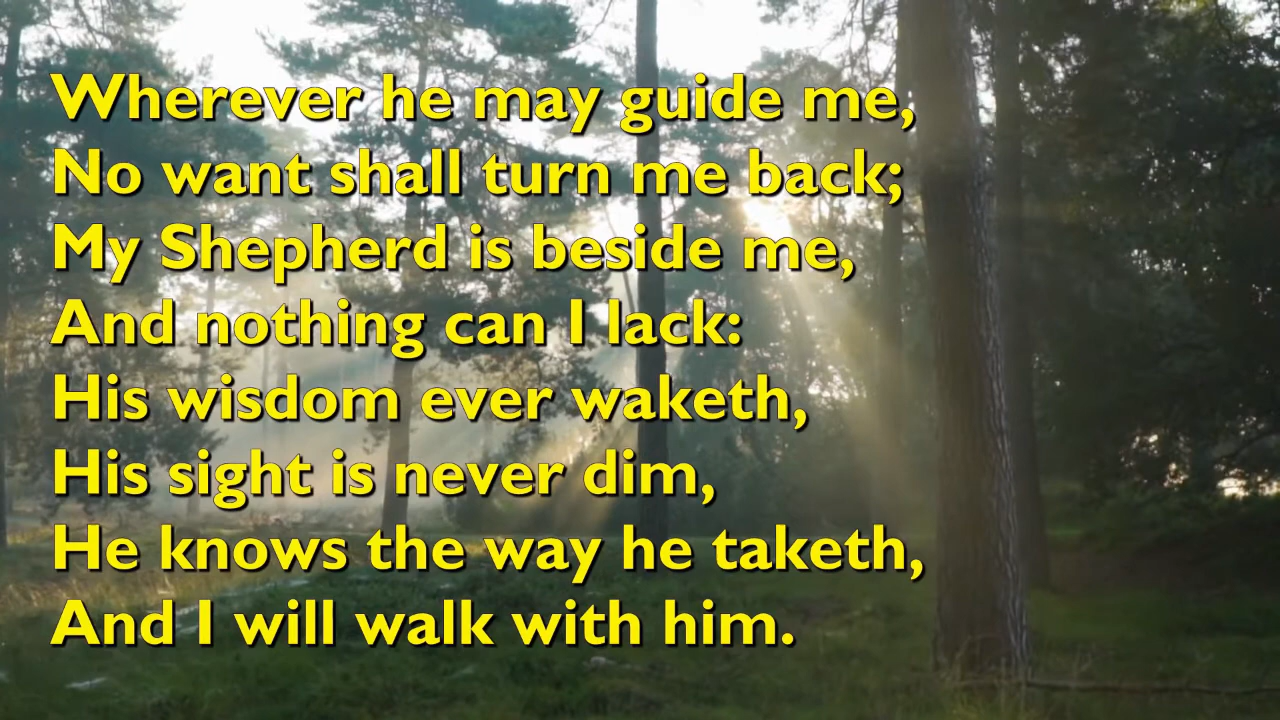 Wherever he may guide me,
No want shall turn me back;
My Shepherd is beside me,
And nothing can I lack:
His wisdom ever waketh,
His sight is never dim,
He knows the way he taketh,
And I will walk with him.